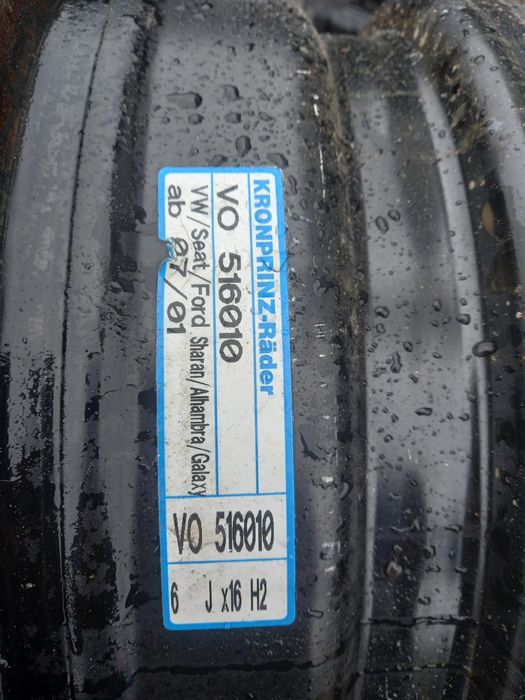 KRONPRINZ-Räder
VO 516010
VW/Seat/Ford Sharan/Alhambra/Galaxy
ab 07/01
VO 516010
6 J x16 H2